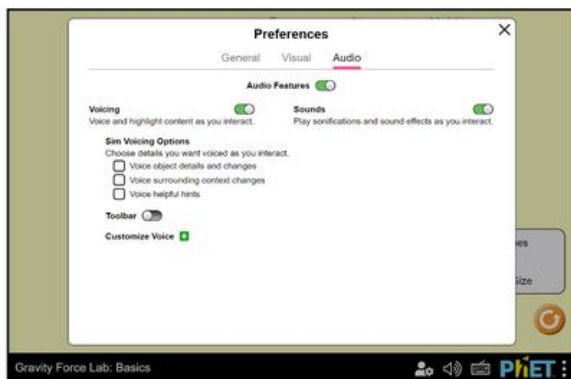 Preferences
General Visual Audio
Audio Features
Voicing
Voice and highlight content as you interact.
Sounds
Play sonifications and sound effects as you interact.
Sim Voicing Options
Choose details you want voiced as you interact.
Voice object details and changes
Voice surrounding context changes
Voice helpful hints
Toolbar
Customize Voice
es
Size
Gravity Force Lab: Basics
PhET